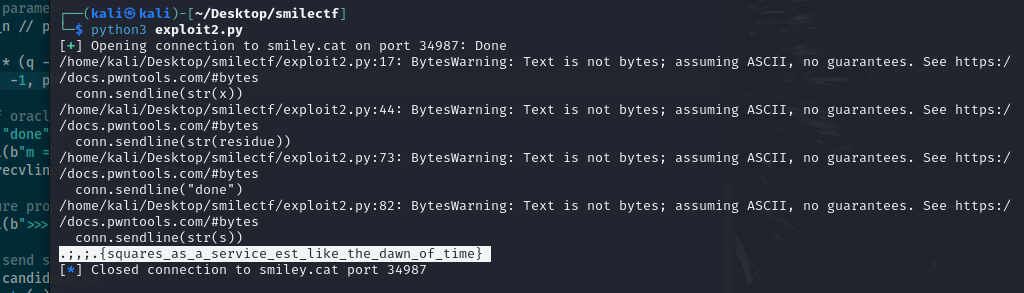 parame
_n // p
* (q -
-1, p
f oracl
"done"
l(b"m =
recvlin
ure pro
l(b">>>
send s
candid
┌──(kali㉿kali)-[~/Desktop/smilectf]
└─$ python3 exploit2.py
[+] Opening connection to smiley.cat on port 34987: Done
/home/kali/Desktop/smilectf/exploit2.py:17: BytesWarning: Text is not bytes; assuming ASCII, no guarantees. See https:/
/docs.pwntools.com/#bytes
conn.sendline(str(x))
/home/kali/Desktop/smilectf/exploit2.py:44: BytesWarning: Text is not bytes; assuming ASCII, no guarantees. See https:/
/docs.pwntools.com/#bytes
conn.sendline(str(residue))
/home/kali/Desktop/smilectf/exploit2.py:73: BytesWarning: Text is not bytes; assuming ASCII, no guarantees. See https:/
/docs.pwntools.com/#bytes
conn.sendline("done")
/home/kali/Desktop/smilectf/exploit2.py:82: BytesWarning: Text is not bytes; assuming ASCII, no guarantees. See https:/
/docs.pwntools.com/#bytes
conn.sendline(str(s))
.;,;.{squares_as_a_service_est_like_the_dawn_of_time}
[*] Closed connection to smiley.cat port 34987